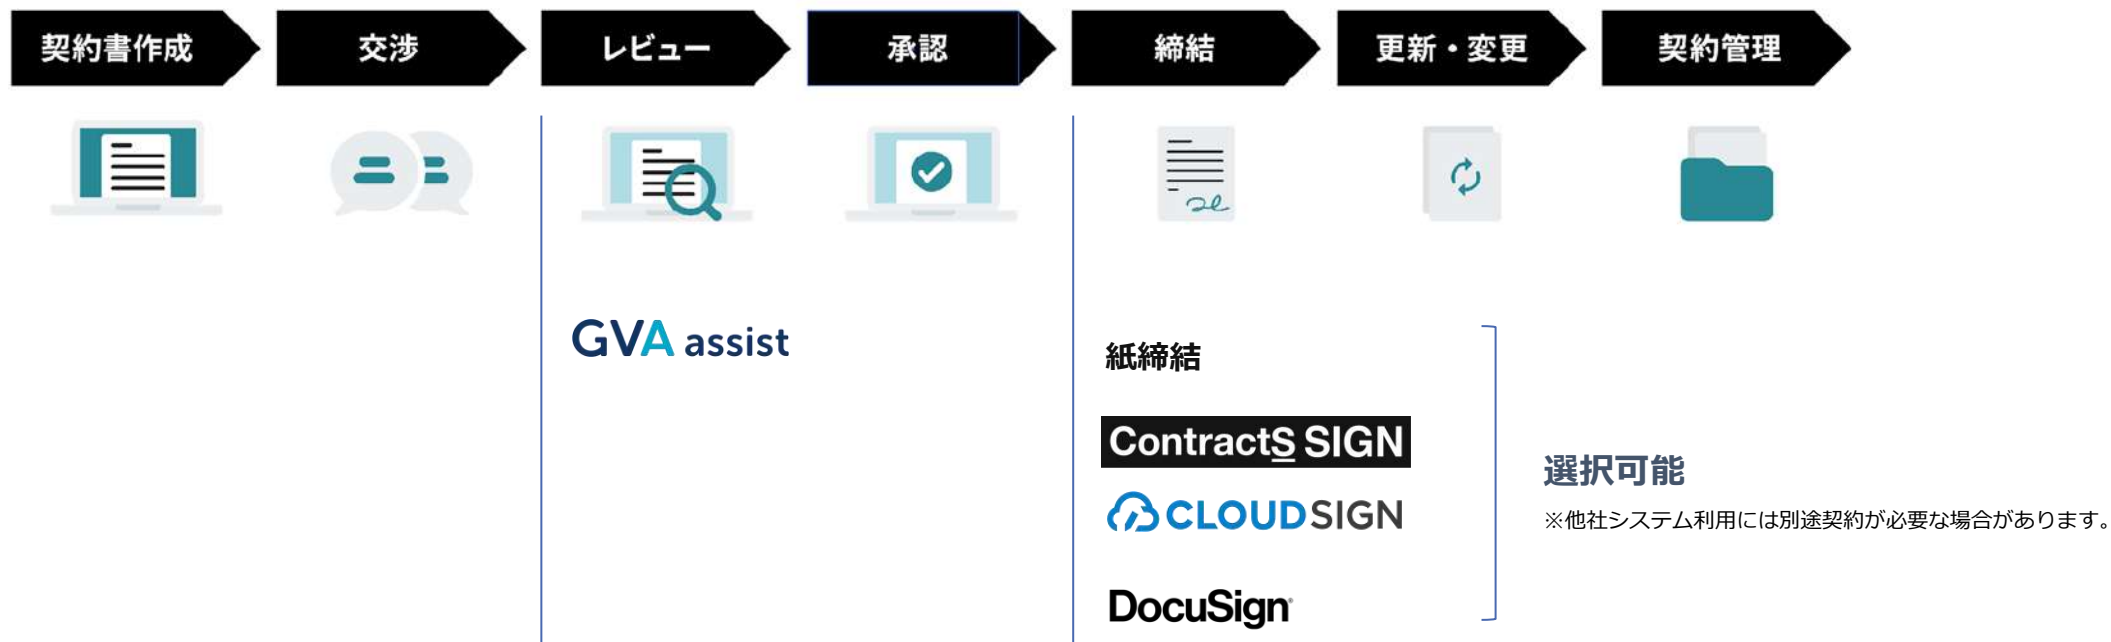 契約書作成 交渉 レビュー 承認 締結 更新・変更 契約管理
GVA assist
紙締結
ContractS SIGN
CLOUDSIGN
DocuSign
選択可能
※他社システム利用には別途契約が必要な場合があります。